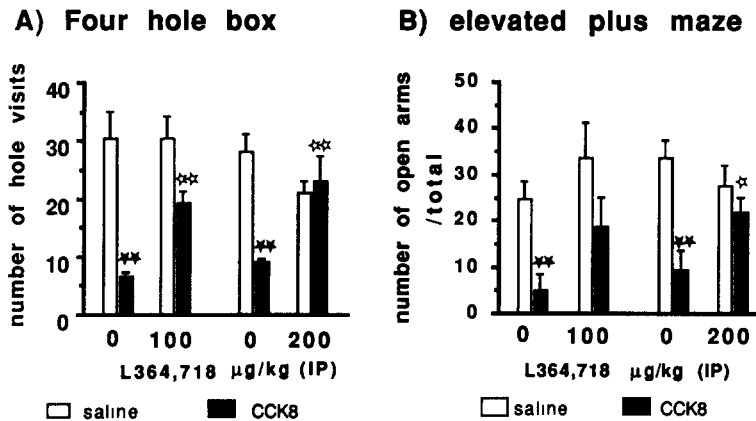 A) Four hole box
number of hole visits
40
30
20
10
0
0 100 0 200
L364,718 μg/kg (IP)
saline CCK8
B) elevated plus maze
number of open arms
/total
50
40
30
20
10
0
0 100 0 200
L364,718 μg/kg (IP)
saline CCK8